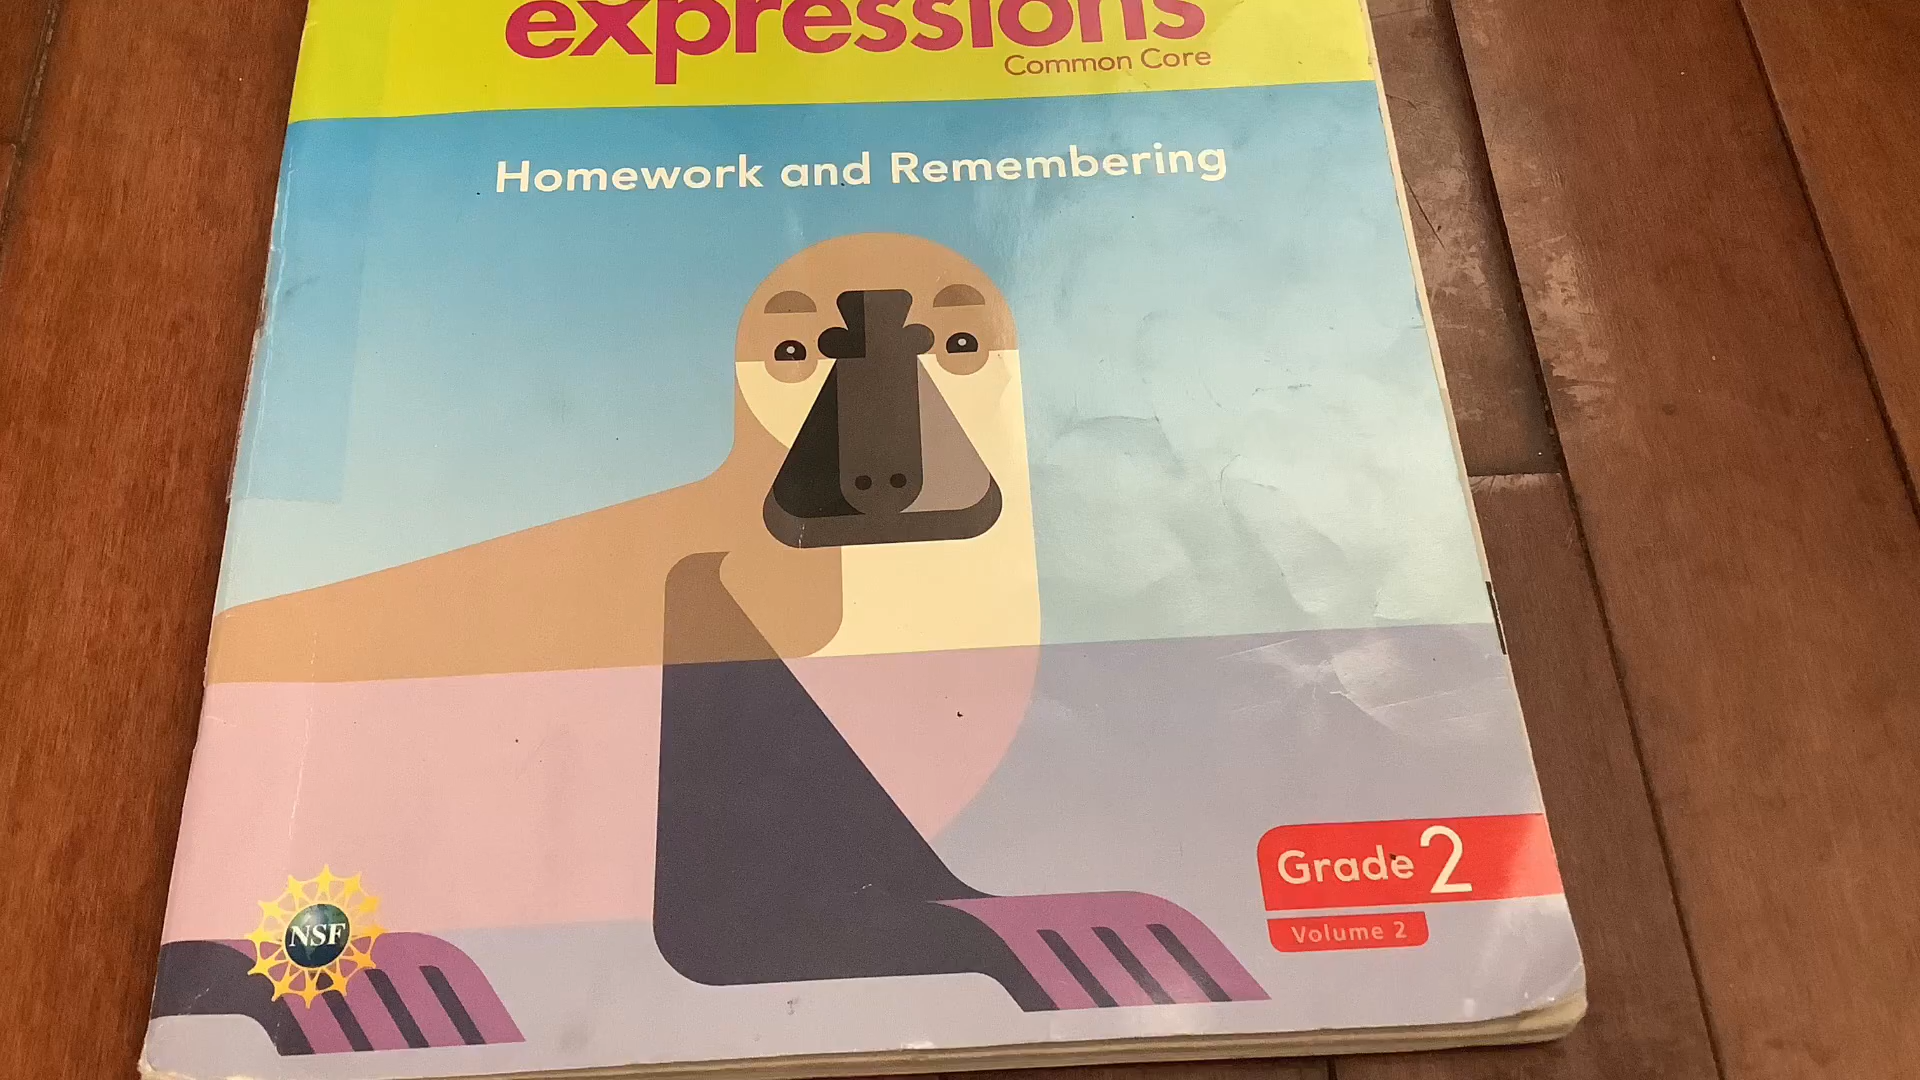 expressions
Common Core
Homework and Remembering
Grade 2
Volume 2
NSF